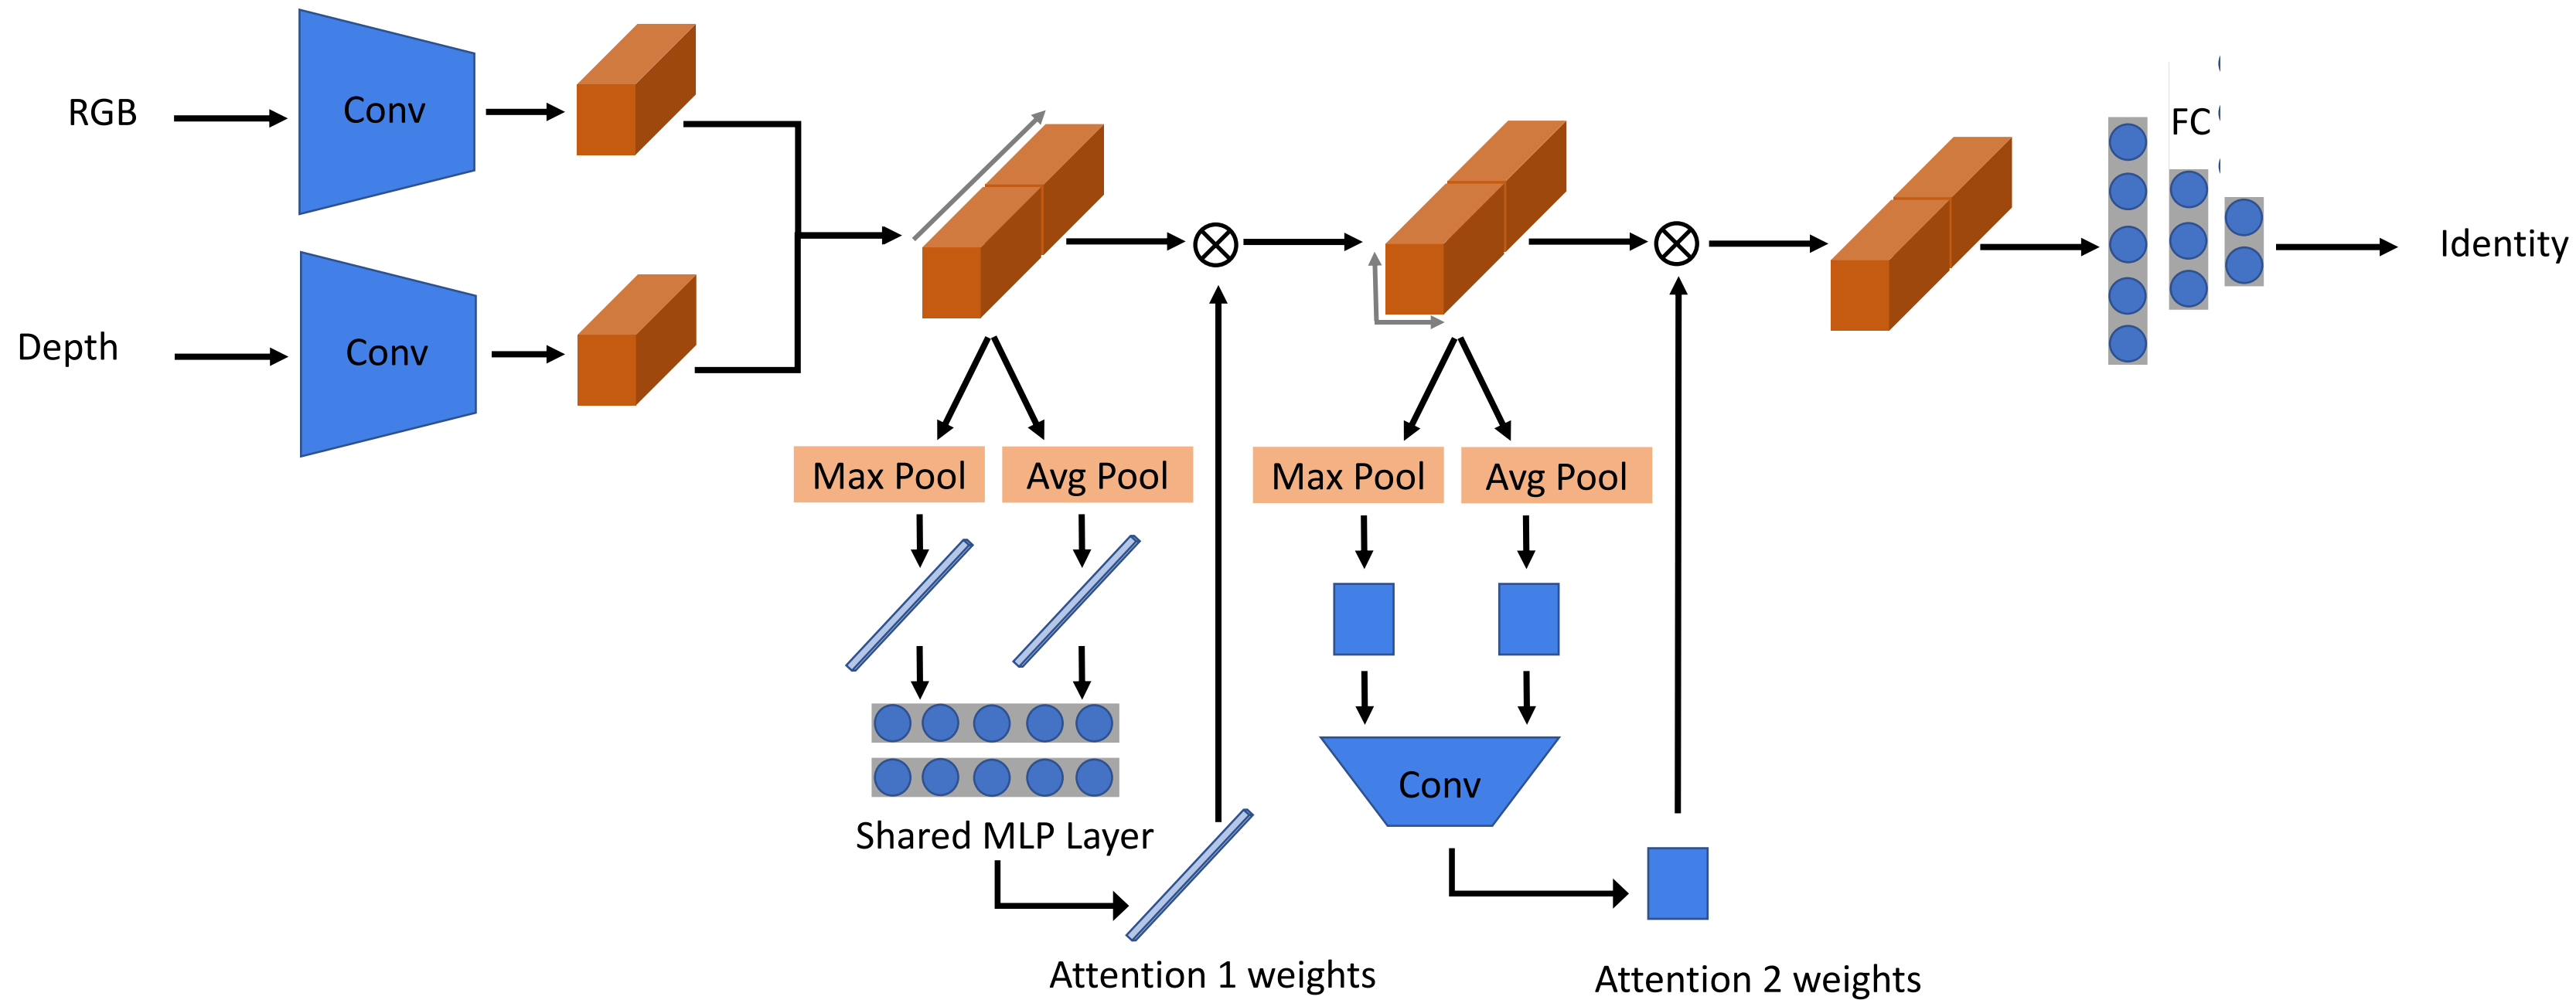 RGB
Conv
Depth
Conv
Max Pool
Avg Pool
Shared MLP Layer
Attention 1 weights
Max Pool
Avg Pool
Conv
Attention 2 weights
FC
Identity